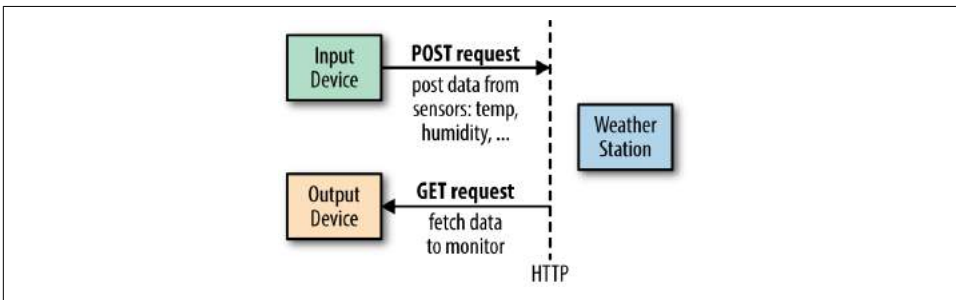 Input
Device
POST request
post data from
sensors: temp,
humidity, ...
Weather
Station
Output
Device
GET request
fetch data
to monitor
HTTP